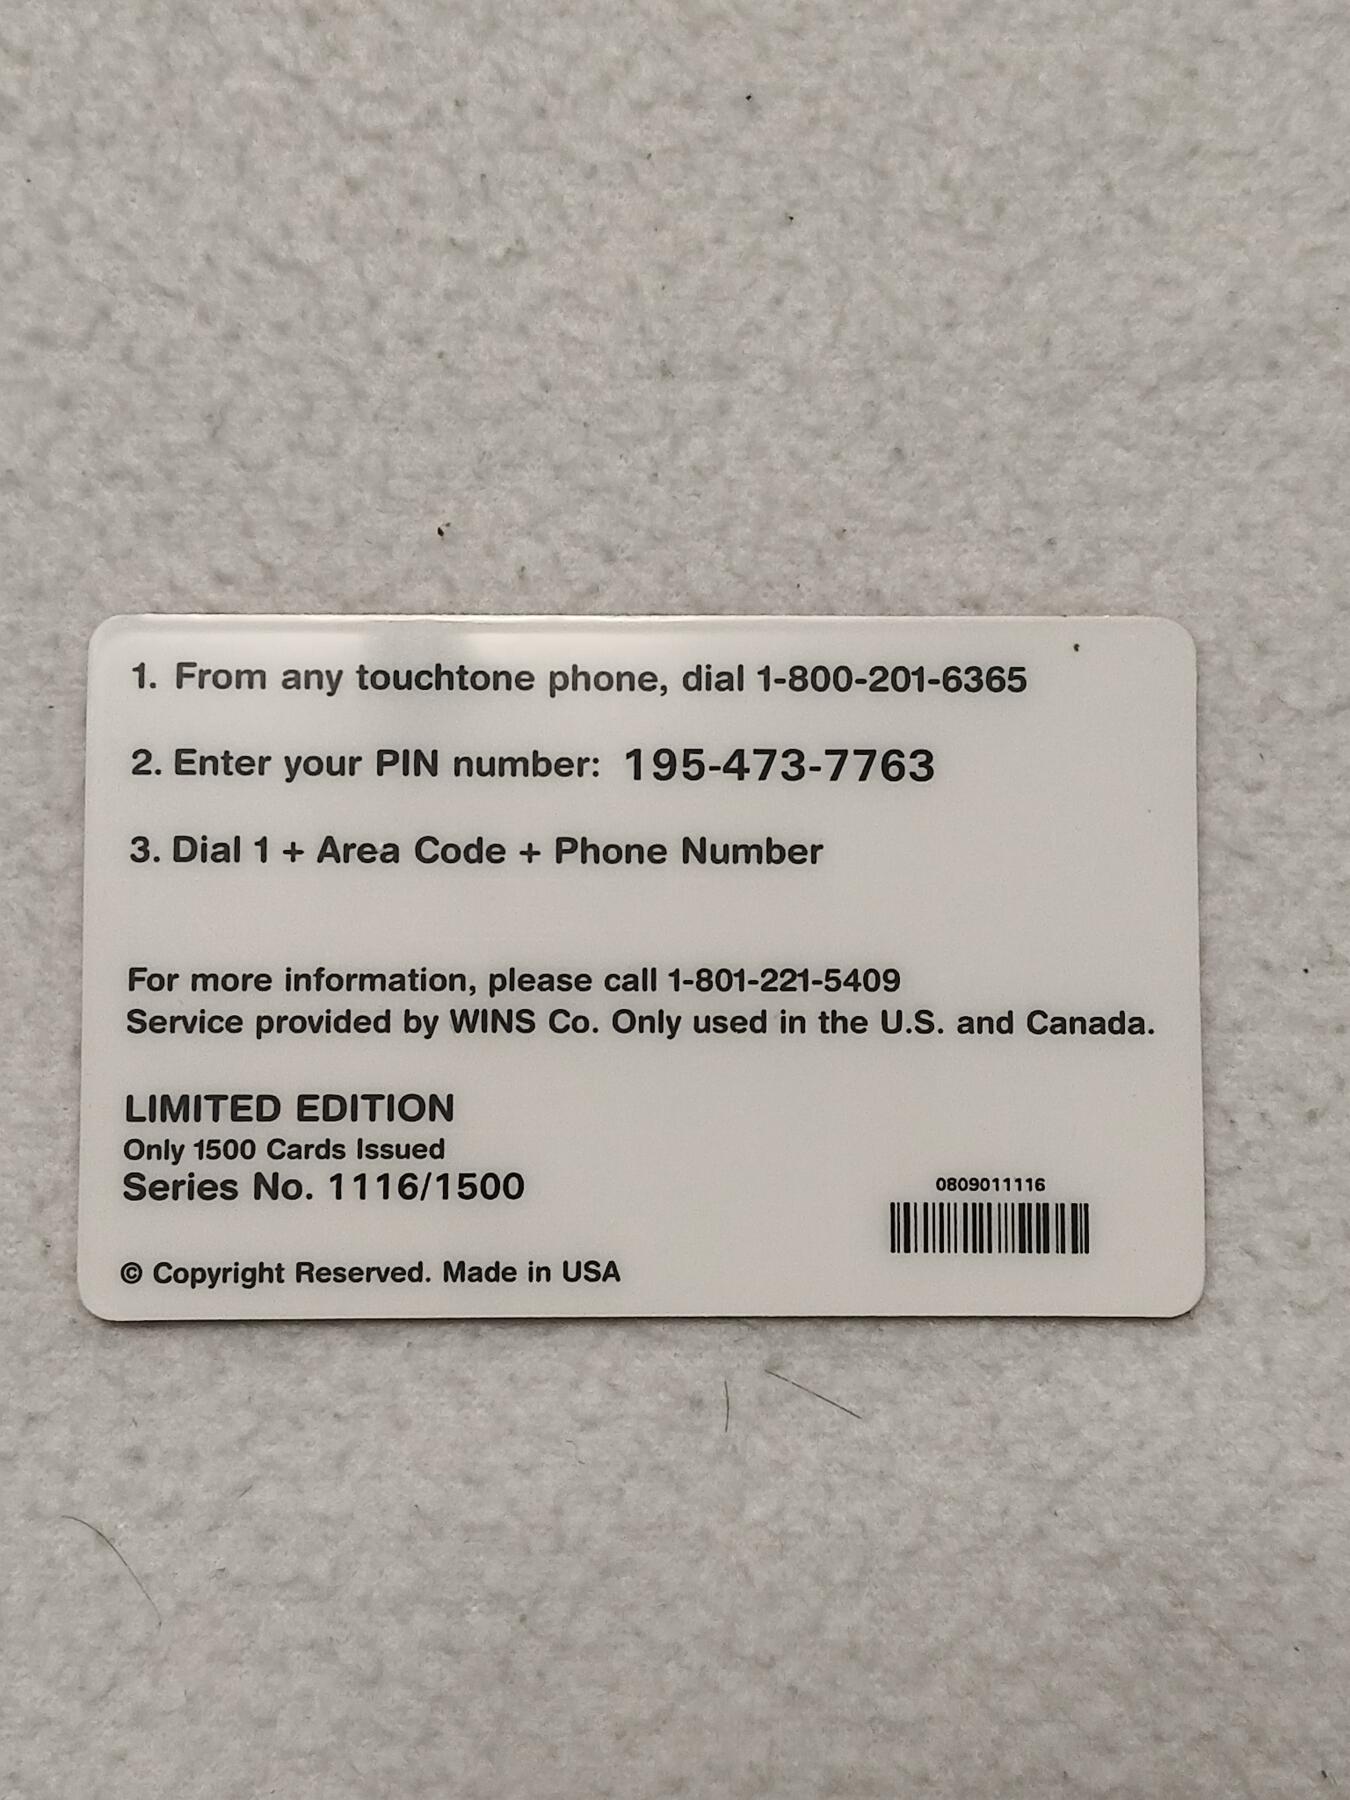 1. From any touchtone phone, dial 1-800-201-6365
2. Enter your PIN number: 195-473-7763
3. Dial 1 + Area Code + Phone Number
For more information, please call 1-801-221-5409
Service provided by WINS Co. Only used in the U.S. and Canada.
LIMITED EDITION
Only 1500 Cards Issued
Series No. 1116/1500
0809011116
© Copyright Reserved. Made in USA